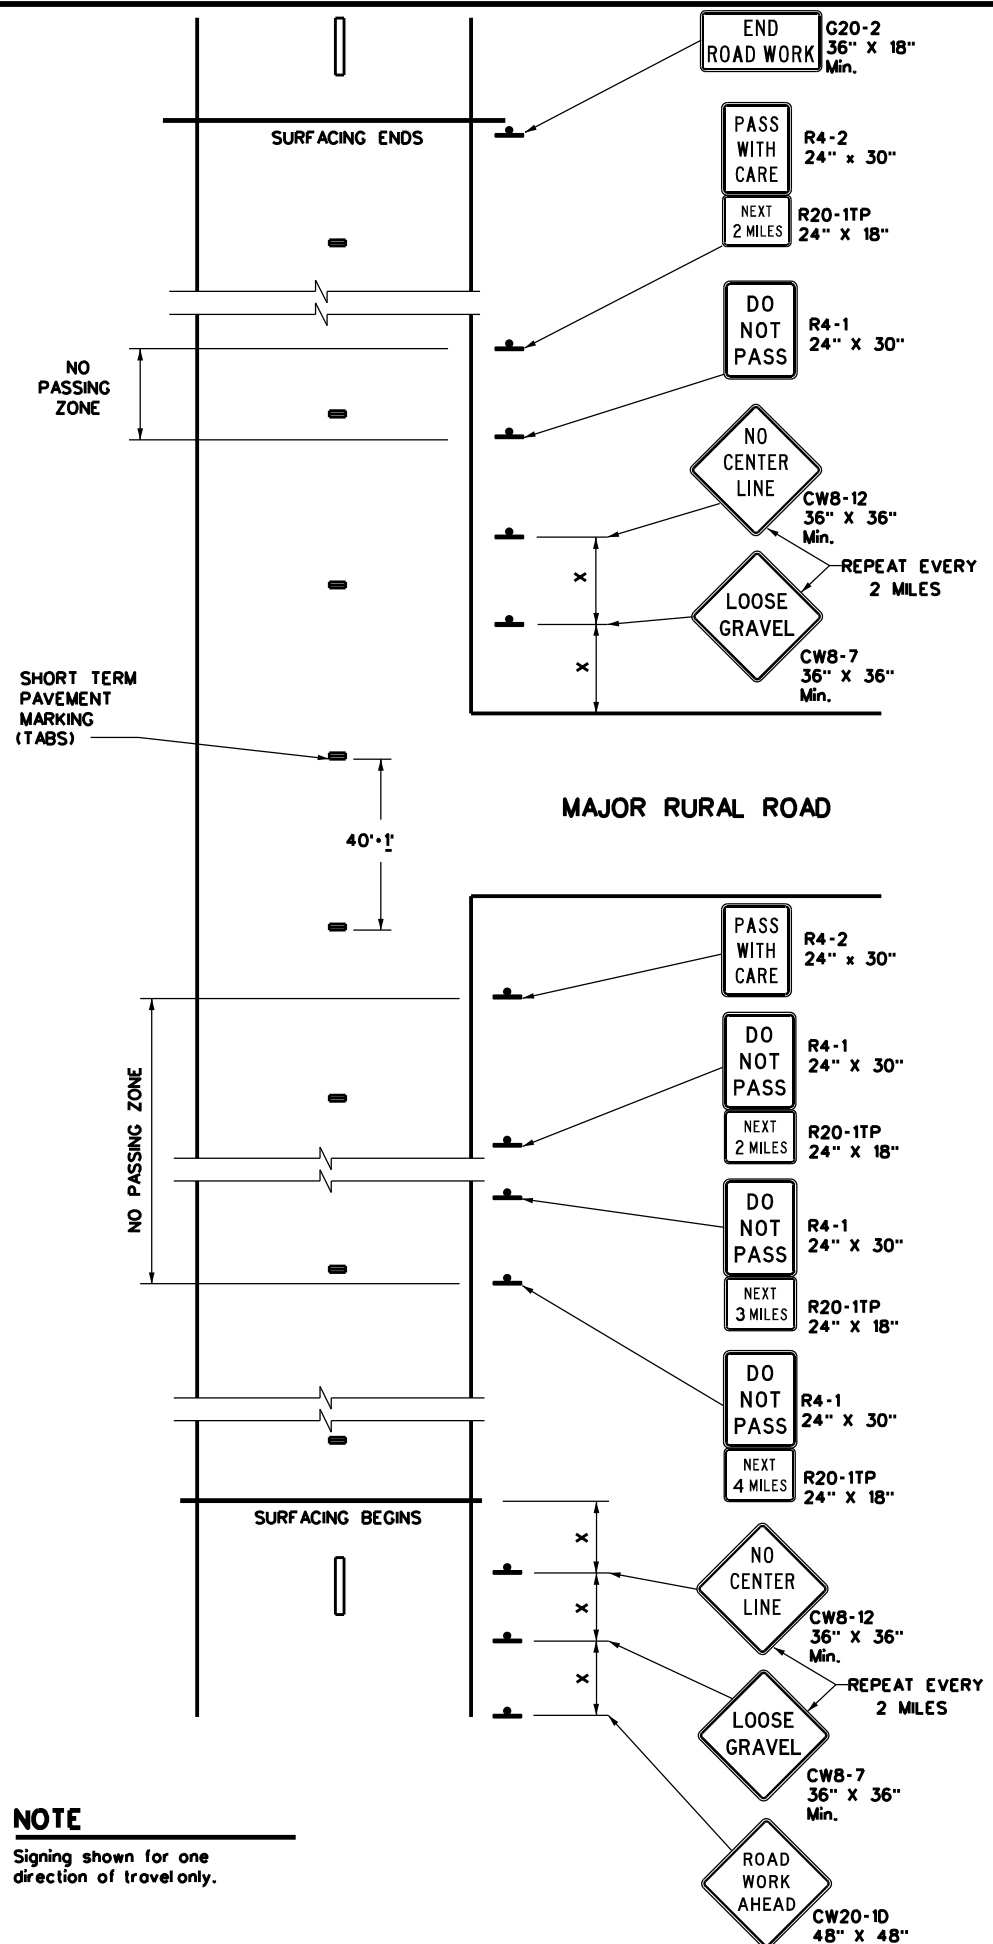 END
ROAD WORK
G20-2
36" X 18"
Min.
SURFACING ENDS
PASS
WITH
CARE
R4-2
24" x 30"
NEXT
2 MILES
R20-1TP
24" X 18"
DO
NOT
PASS
R4-1
24" X 30"
NO
PASSING
ZONE
NO
CENTER
LINE
CW8-12
36" X 36"
Min.
X
REPEAT EVERY
2 MILES
LOOSE
GRAVEL
CW8-7
36" X 36"
Min.
X
SHORT TERM
PAVEMENT
MARKING
(TABS)
MAJOR RURAL ROAD
40'·1'
PASS
WITH
CARE
R4-2
24" x 30"
DO
NOT
PASS
R4-1
24" X 30"
NEXT
2 MILES
R20-1TP
24" X 18"
NO PASSING ZONE
DO
NOT
PASS
R4-1
24" X 30"
NEXT
3 MILES
R20-1TP
24" X 18"
DO
NOT
PASS
R4-1
24" X 30"
NEXT
4 MILES
R20-1TP
24" X 18"
SURFACING BEGINS
X
NO
CENTER
LINE
CW8-12
36" X 36"
Min.
X
REPEAT EVERY
2 MILES
X
LOOSE
GRAVEL
CW8-7
36" X 36"
Min.
NOTE
Signing shown for one
direction of travel only.
ROAD
WORK
AHEAD
CW20-1D
48" X 48"